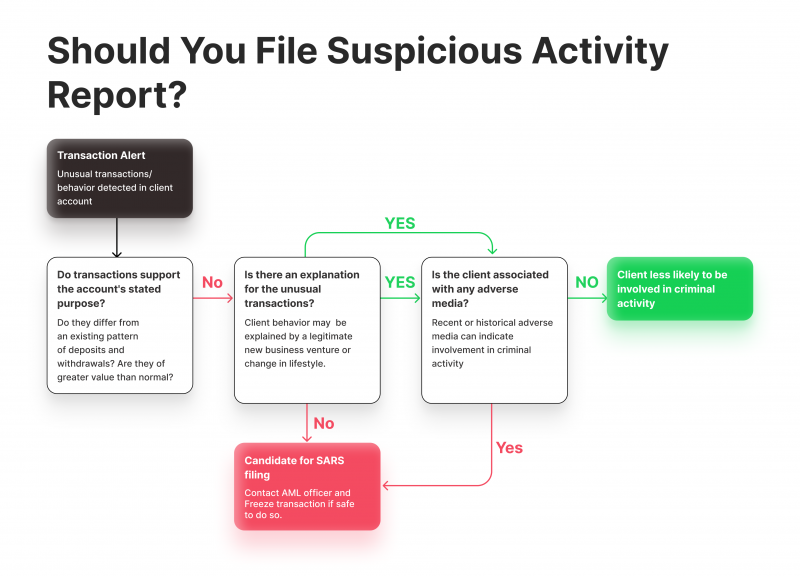 Should You File Suspicious Activity
Report?
Transaction Alert
Unusual transactions/
behavior detected in client
account
YES
Do transactions support
the account's stated
purpose?
Do they differ from
an existing pattern
of deposits and
withdrawals? Are they of
greater value than normal?
No
Is there an explanation
for the unusual
transactions?
Client behavior may be
explained by a legitimate
new business venture or
change in lifestyle.
YES
Is the client associated
with any adverse
media?
Recent or historical adverse
media can indicate
involvement in criminal
activity
NO
Client less likely to be
involved in criminal
activity
No
Yes
Candidate for SARS
filing
Contact AML officer and
Freeze transaction if safe
to do so.